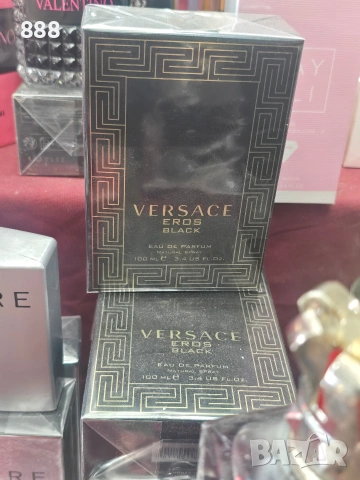 888
VALENTINO
VERSACE
EROS
BLACK
EAU DE PARFUM
NATURAL SPRAY
100 ML℮ 3.4 US FL.OZ.
VERSACE
EROS
BLACK
EAU DE PARFUM
NATURAL SPRAY
100 ML℮ 3.4 US FL.OZ.
RE
RE
BAZAR